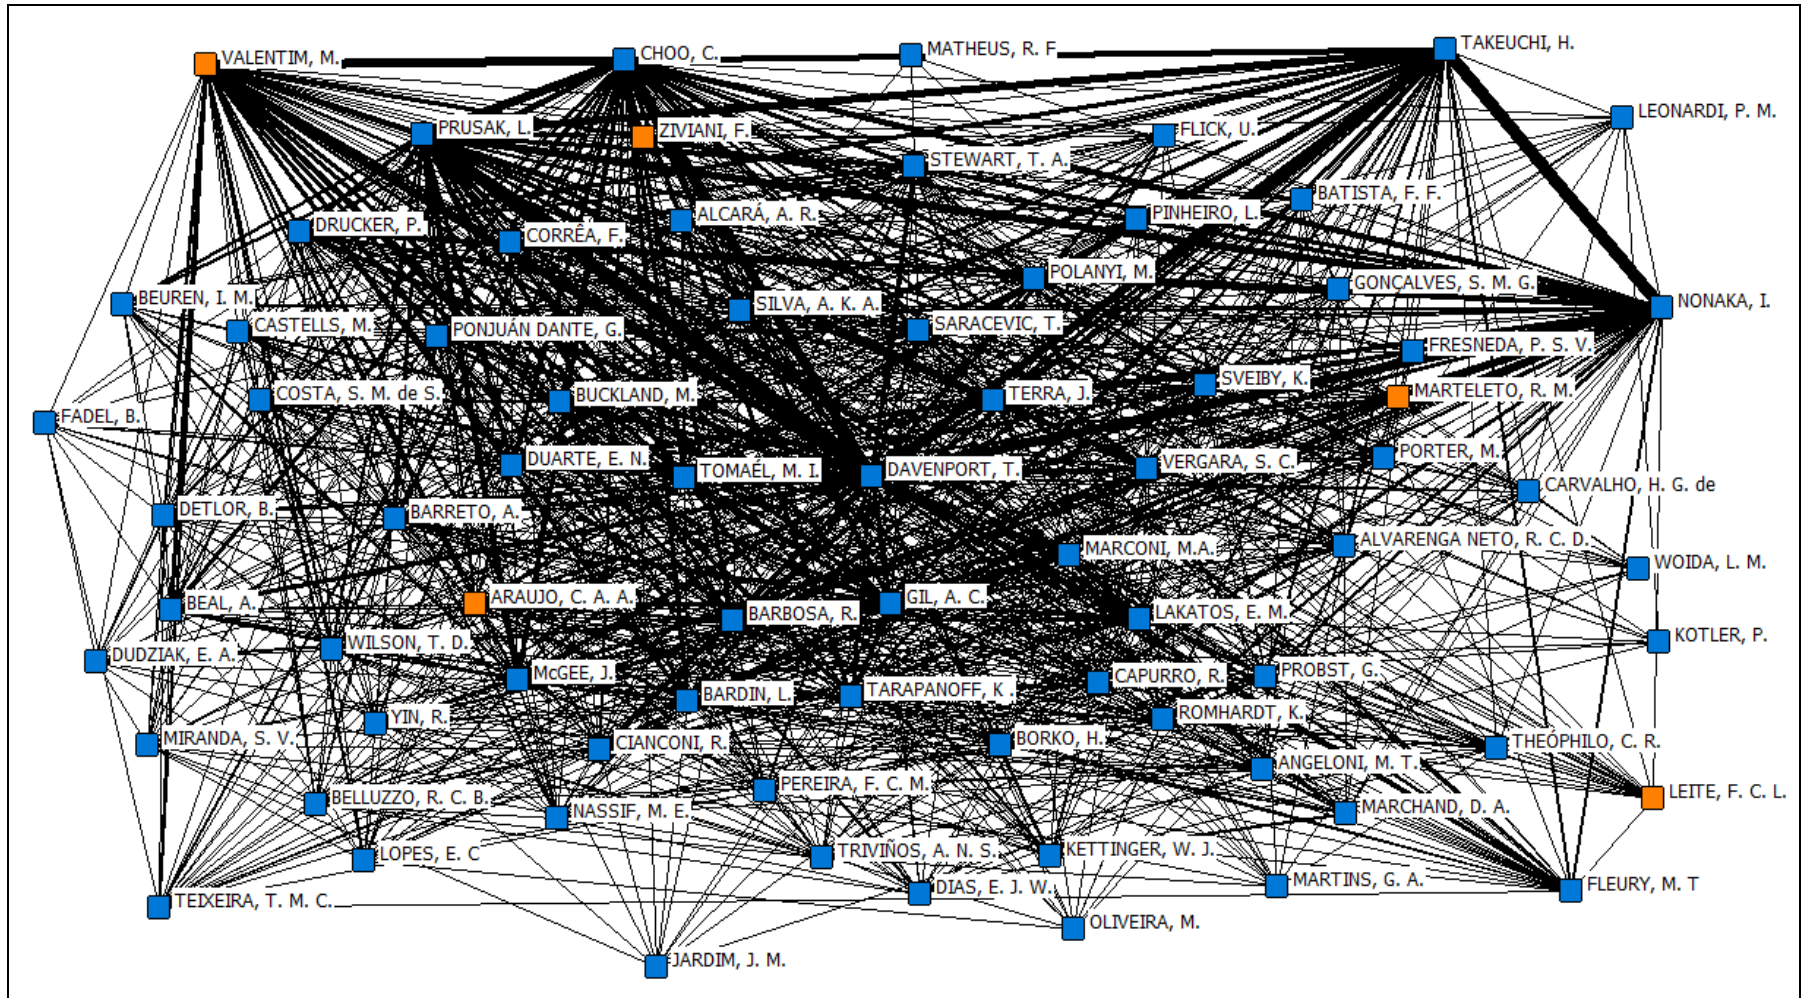 VALENTIM, M.
CHOO, C.
MATHEUS, R. F
TAKEUCHI, H.
LEONARDI, P. M.
PRUSAK, L.
ZIVIANI, F.
FLICK, U.
STEWART, T. A.
BATISTA, F. F.
DRUCKER, P.
CORRÊA, F.
ALCARÁ, A. R.
PINHEIRO, L.
POLANYI, M.
GONÇALVES, S. M. G.
BEUREN, I. M.
SILVA, A. K. A.
NONAKA, I.
CASTELLS, M.
PONJUÁN DANTE, G.
SARACEVIC, T.
FRESNEDA, P. S. V.
COSTA, S. M. de S.
BUCKLAND, M.
TERRA, J.
SVEIBY, K.
MARTELETO, R. M.
FADEL, B.
DUARTE, E. N.
TOMAÉL, M. I.
DAVENPORT, T.
VERGARA, S. C.
PORTER, M.
CARVALHO, H. G. de
DETLOR, B.
BARRETO, A.
MARCONI, M.A.
ALVARENGA NETO, R. C. D.
WOIDA, L. M.
BEAL, A.
ARAUJO, C. A. A.
BARBOSA, R.
GIL, A. C.
LAKATOS, E. M.
KOTLER, P.
DUDZIAK, E. A.
WILSON, T. D.
McGEE, J.
BARDIN, L.
TARAPANOFF, K .
CAPURRO, R.
PROBST, G.
MIRANDA, S. V.
YIN, R.
CIANCONI, R.
BORKO, H.
ROMHARDT, K.
THEÓPHILO, C. R.
ANGELONI, M. T.
BELLUZZO, R. C. B.
NASSIF, M. E.
PEREIRA, F. C. M.
MARCHAND, D. A.
LEITE, F. C. L.
LOPES, E. C
TRIVIÑOS, A. N. S.
KETTINGER, W. J.
TEIXEIRA, T. M. C.
DIAS, E. J. W.
MARTINS, G. A.
FLEURY, M. T
OLIVEIRA, M.
JARDIM, J. M.